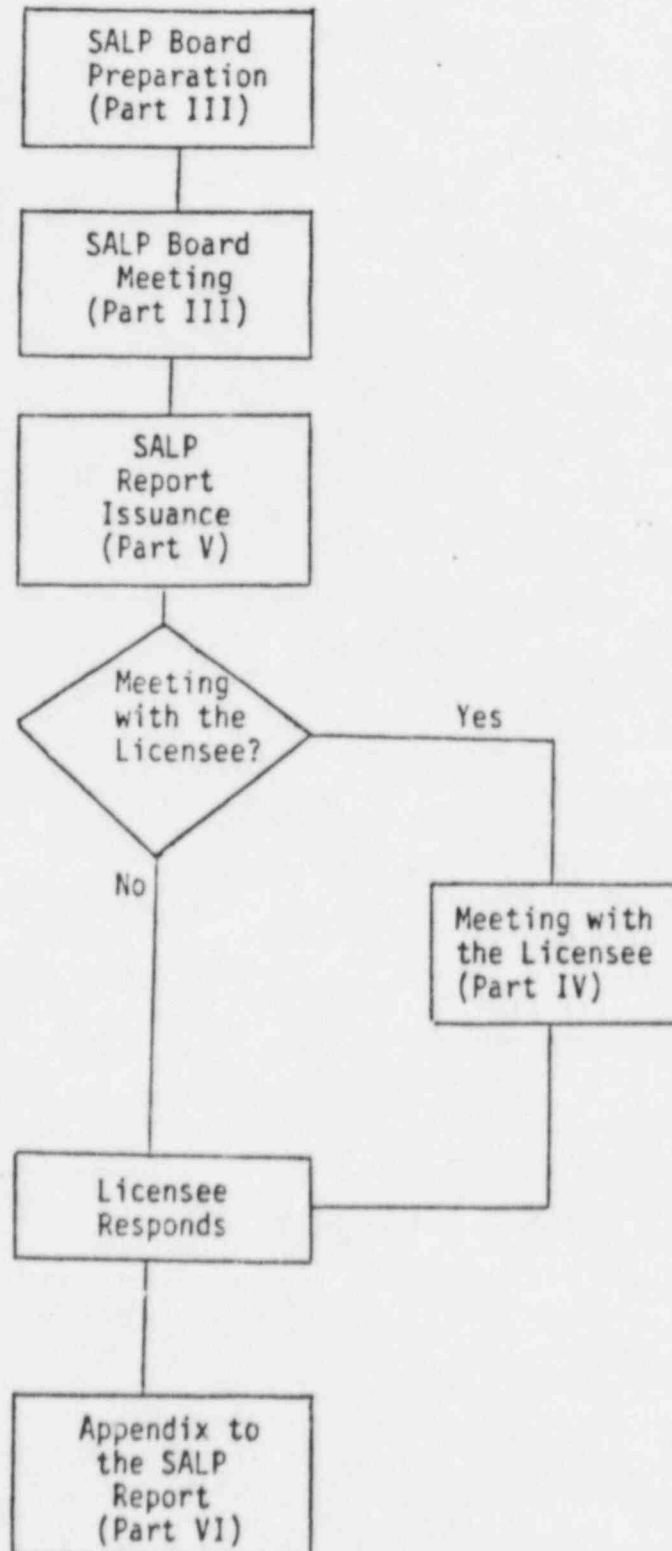 SALP Board
Preparation
(Part III)
SALP Board
Meeting
(Part III)
SALP
Report
Issuance
(Part V)
Meeting
with the
Licensee?
Yes
No
Meeting with
the Licensee
(Part IV)
Licensee
Responds
Appendix to
the SALP
Report
(Part VI)